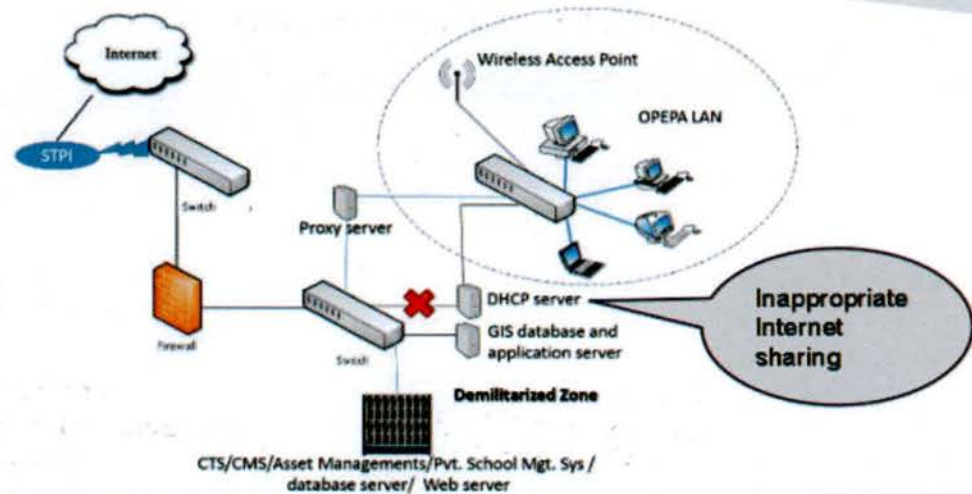 Internet
STPI
Switch
Firewall
Wireless Access Point
OPEPA LAN
Proxy server
DHCP server
GIS database and
application server
Switch
Inappropriate
Internet
sharing
Demilitarized Zone
CTS/CMS/Asset Managements/Pvt. School Mgt. Sys /
database server/ Web server